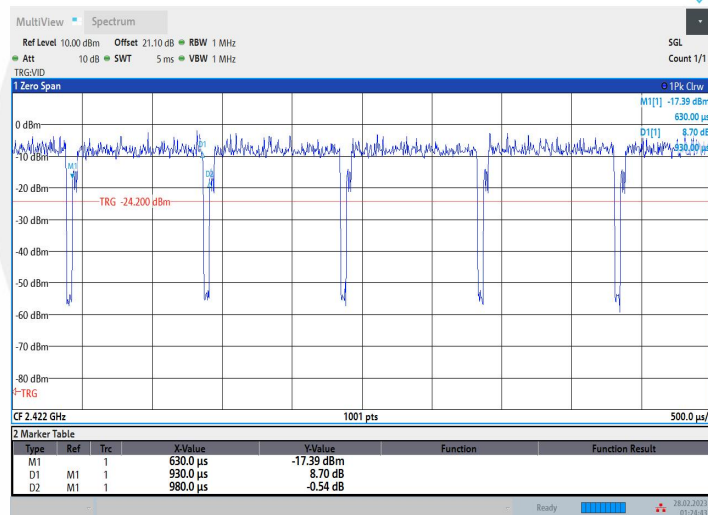 MultiView Spectrum
Ref Level 10.00 dBm Offset 21.10 dB RBW 1 MHz SGL
Att 10 dB SWT 5 ms VBW 1 MHz Count 1/1
TRG:VID
1 Zero Span 1Pk Clrw
M1[1] -17.39 dBm
630.00 µs
0 dBm
D1[1] 8.70 dB
D1
-10 dBm 930.00 µs
M1
D2
-20 dBm
TRG -24.200 dBm
-30 dBm
-40 dBm
-50 dBm
-60 dBm
-70 dBm
-80 dBm
TRG
CF 2.422 GHz 1001 pts 500.0 µs/
2 Marker Table
Type Ref Trc X-Value Y-Value Function Function Result
M1 1 630.0 µs -17.39 dBm
D1 M1 1 930.0 µs 8.70 dB
D2 M1 1 980.0 µs -0.54 dB
Ready 28.02.2023
01:24:43